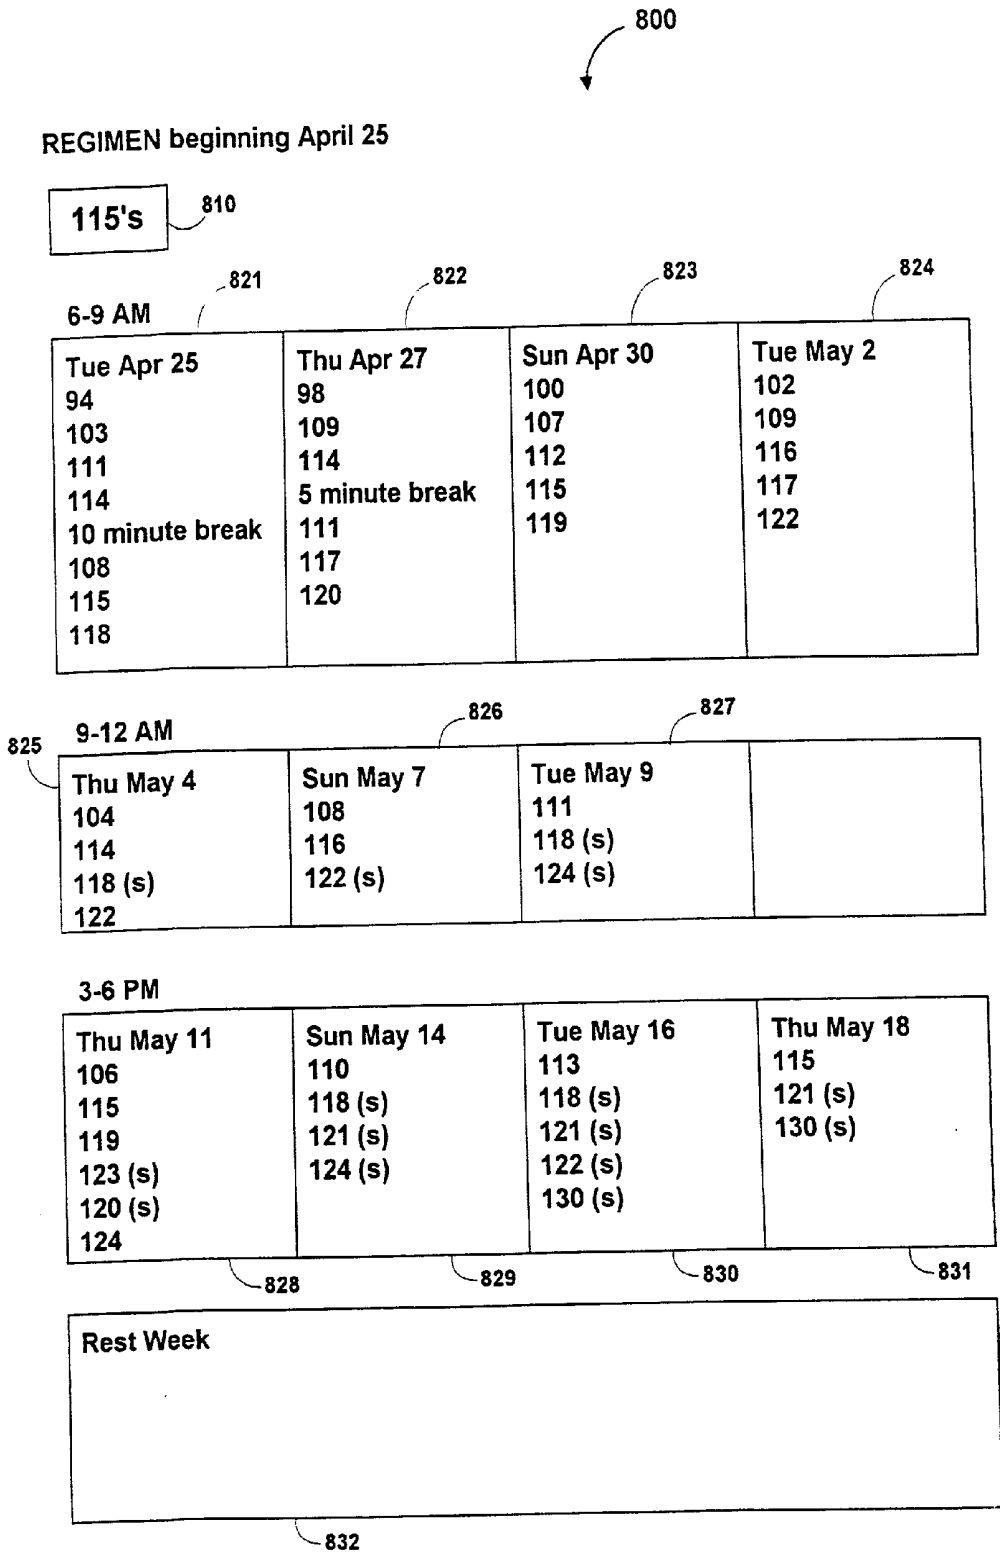 800
REGIMEN beginning April 25
115's
810
821
822
823
824
6-9 AM
Tue Apr 25
94
103
111
114
10 minute break
108
115
118
Thu Apr 27
98
109
114
5 minute break
111
117
120
Sun Apr 30
100
107
112
115
119
Tue May 2
102
109
116
117
122
825
9-12 AM
826
827
Thu May 4
104
114
118 (s)
122
Sun May 7
108
116
122 (s)
Tue May 9
111
118 (s)
124 (s)
3-6 PM
Thu May 11
106
115
119
123 (s)
120 (s)
124
Sun May 14
110
118 (s)
121 (s)
124 (s)
Tue May 16
113
118 (s)
121 (s)
122 (s)
130 (s)
Thu May 18
115
121 (s)
130 (s)
828
829
830
831
Rest Week
832